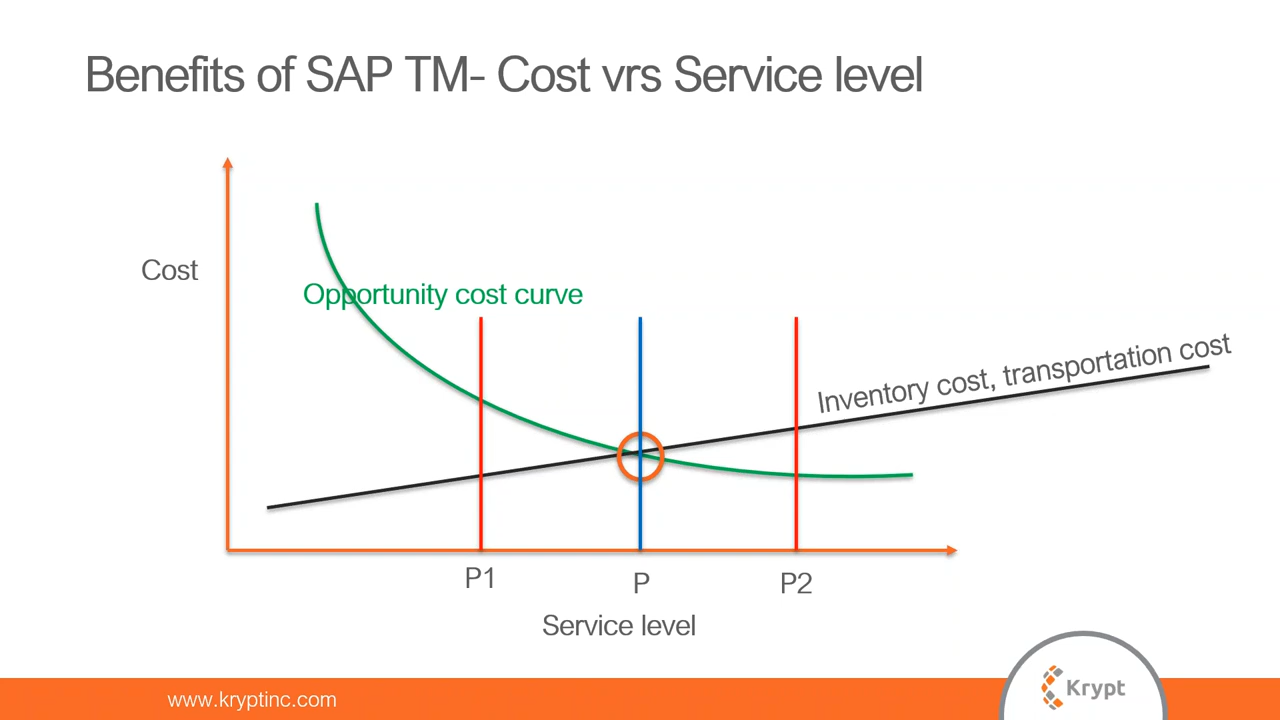 Benefits of SAP TM- Cost vrs Service level
Cost
Opportunity cost curve
Inventory cost, transportation cost
P1
P
P2
Service level
www.kryptinc.com
Krypt